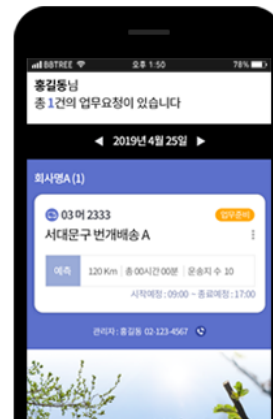 BBTREE 오후 1:50 78%
홍길동님
총 1건의 업무요청이 있습니다
◀ 2019년 4월 25일 ▶
회사명A (1)
03 머 2333 업무준비
서대문구 번개배송 A
예측 120 Km 총 00시간 00분 운송지 수 10
시작예정 : 09:00 ~ 종료예정 : 17:00
관리자 : 홍길동 02-123-4567